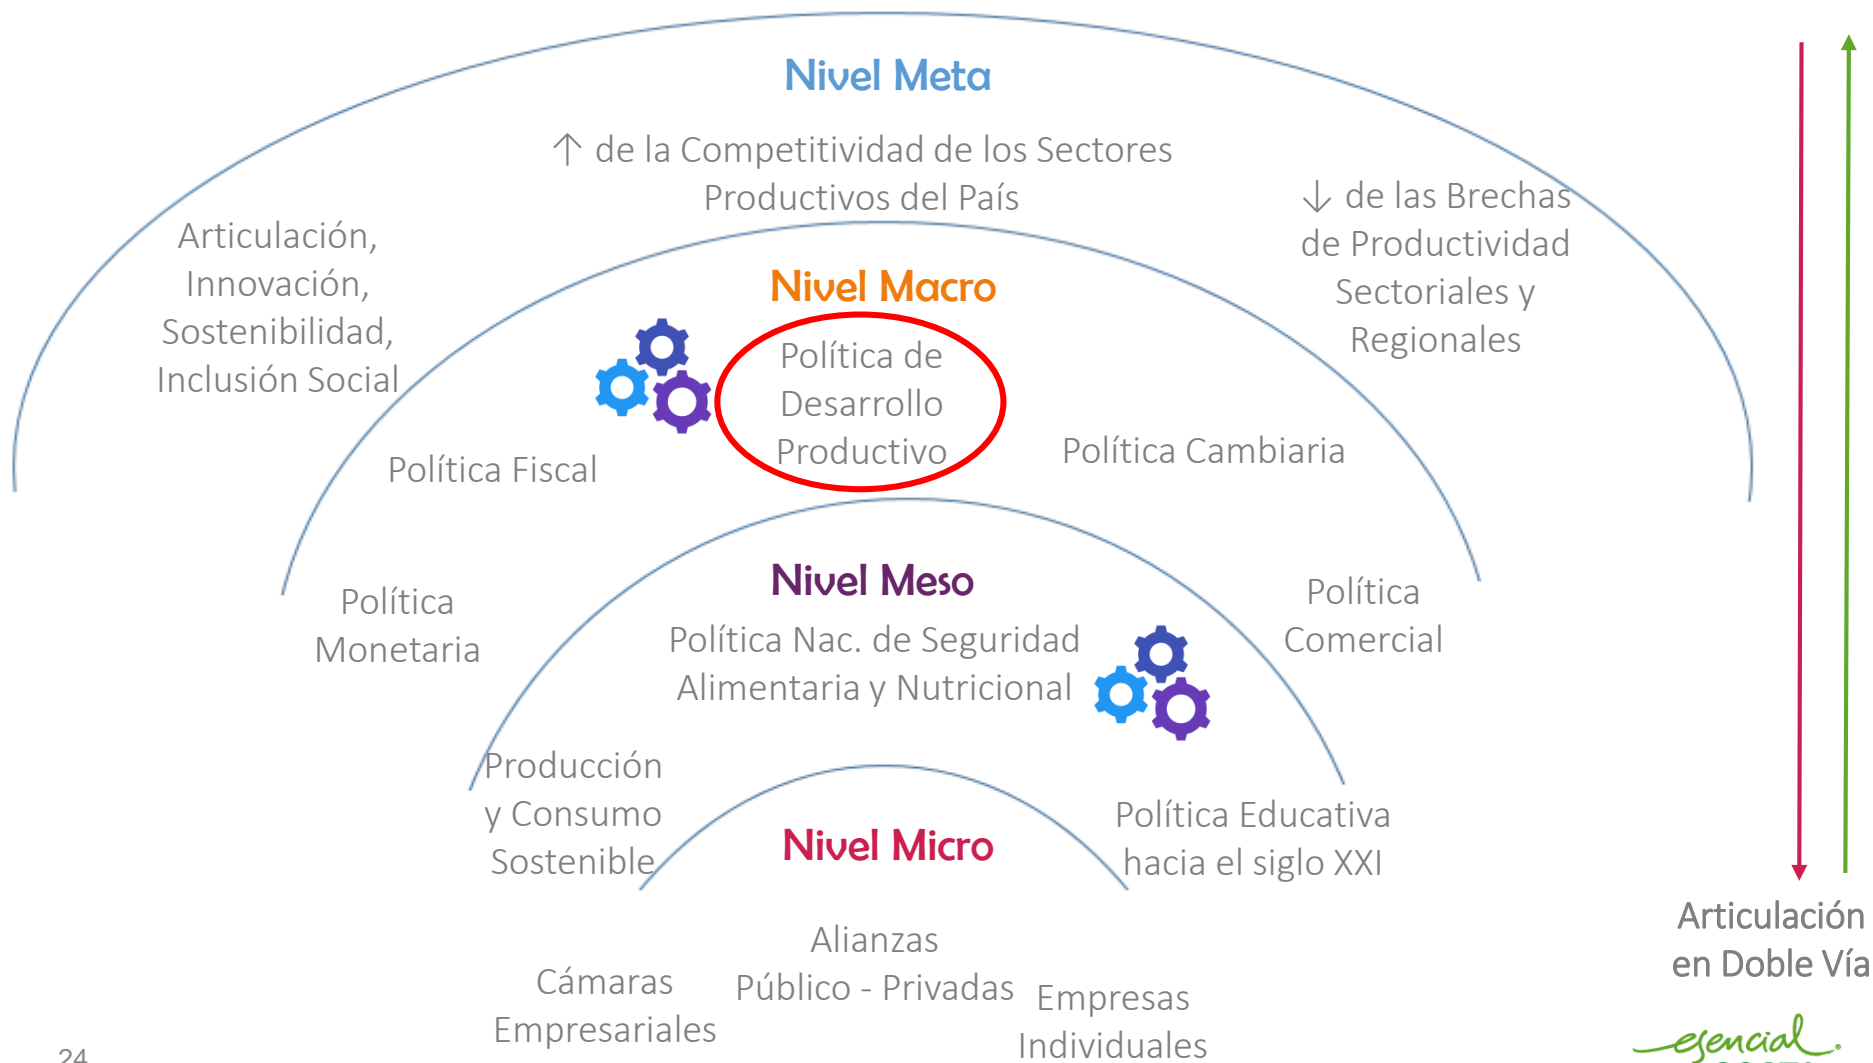 Nivel Meta
↑ de la Competitividad de los Sectores
Productivos del País
Articulación,
Innovación,
Sostenibilidad,
Inclusión Social
↓ de las Brechas
de Productividad
Sectoriales y
Regionales
Nivel Macro
Política de
Desarrollo
Productivo
Política Fiscal
Política Cambiaria
Política
Monetaria
Política
Comercial
Nivel Meso
Política Nac. de Seguridad
Alimentaria y Nutricional
Producción
y Consumo
Sostenible
Política Educativa
hacia el siglo XXI
Nivel Micro
Cámaras
Empresariales
Alianzas
Público - Privadas
Empresas
Individuales
Articulación
en Doble Vía
esencial
24